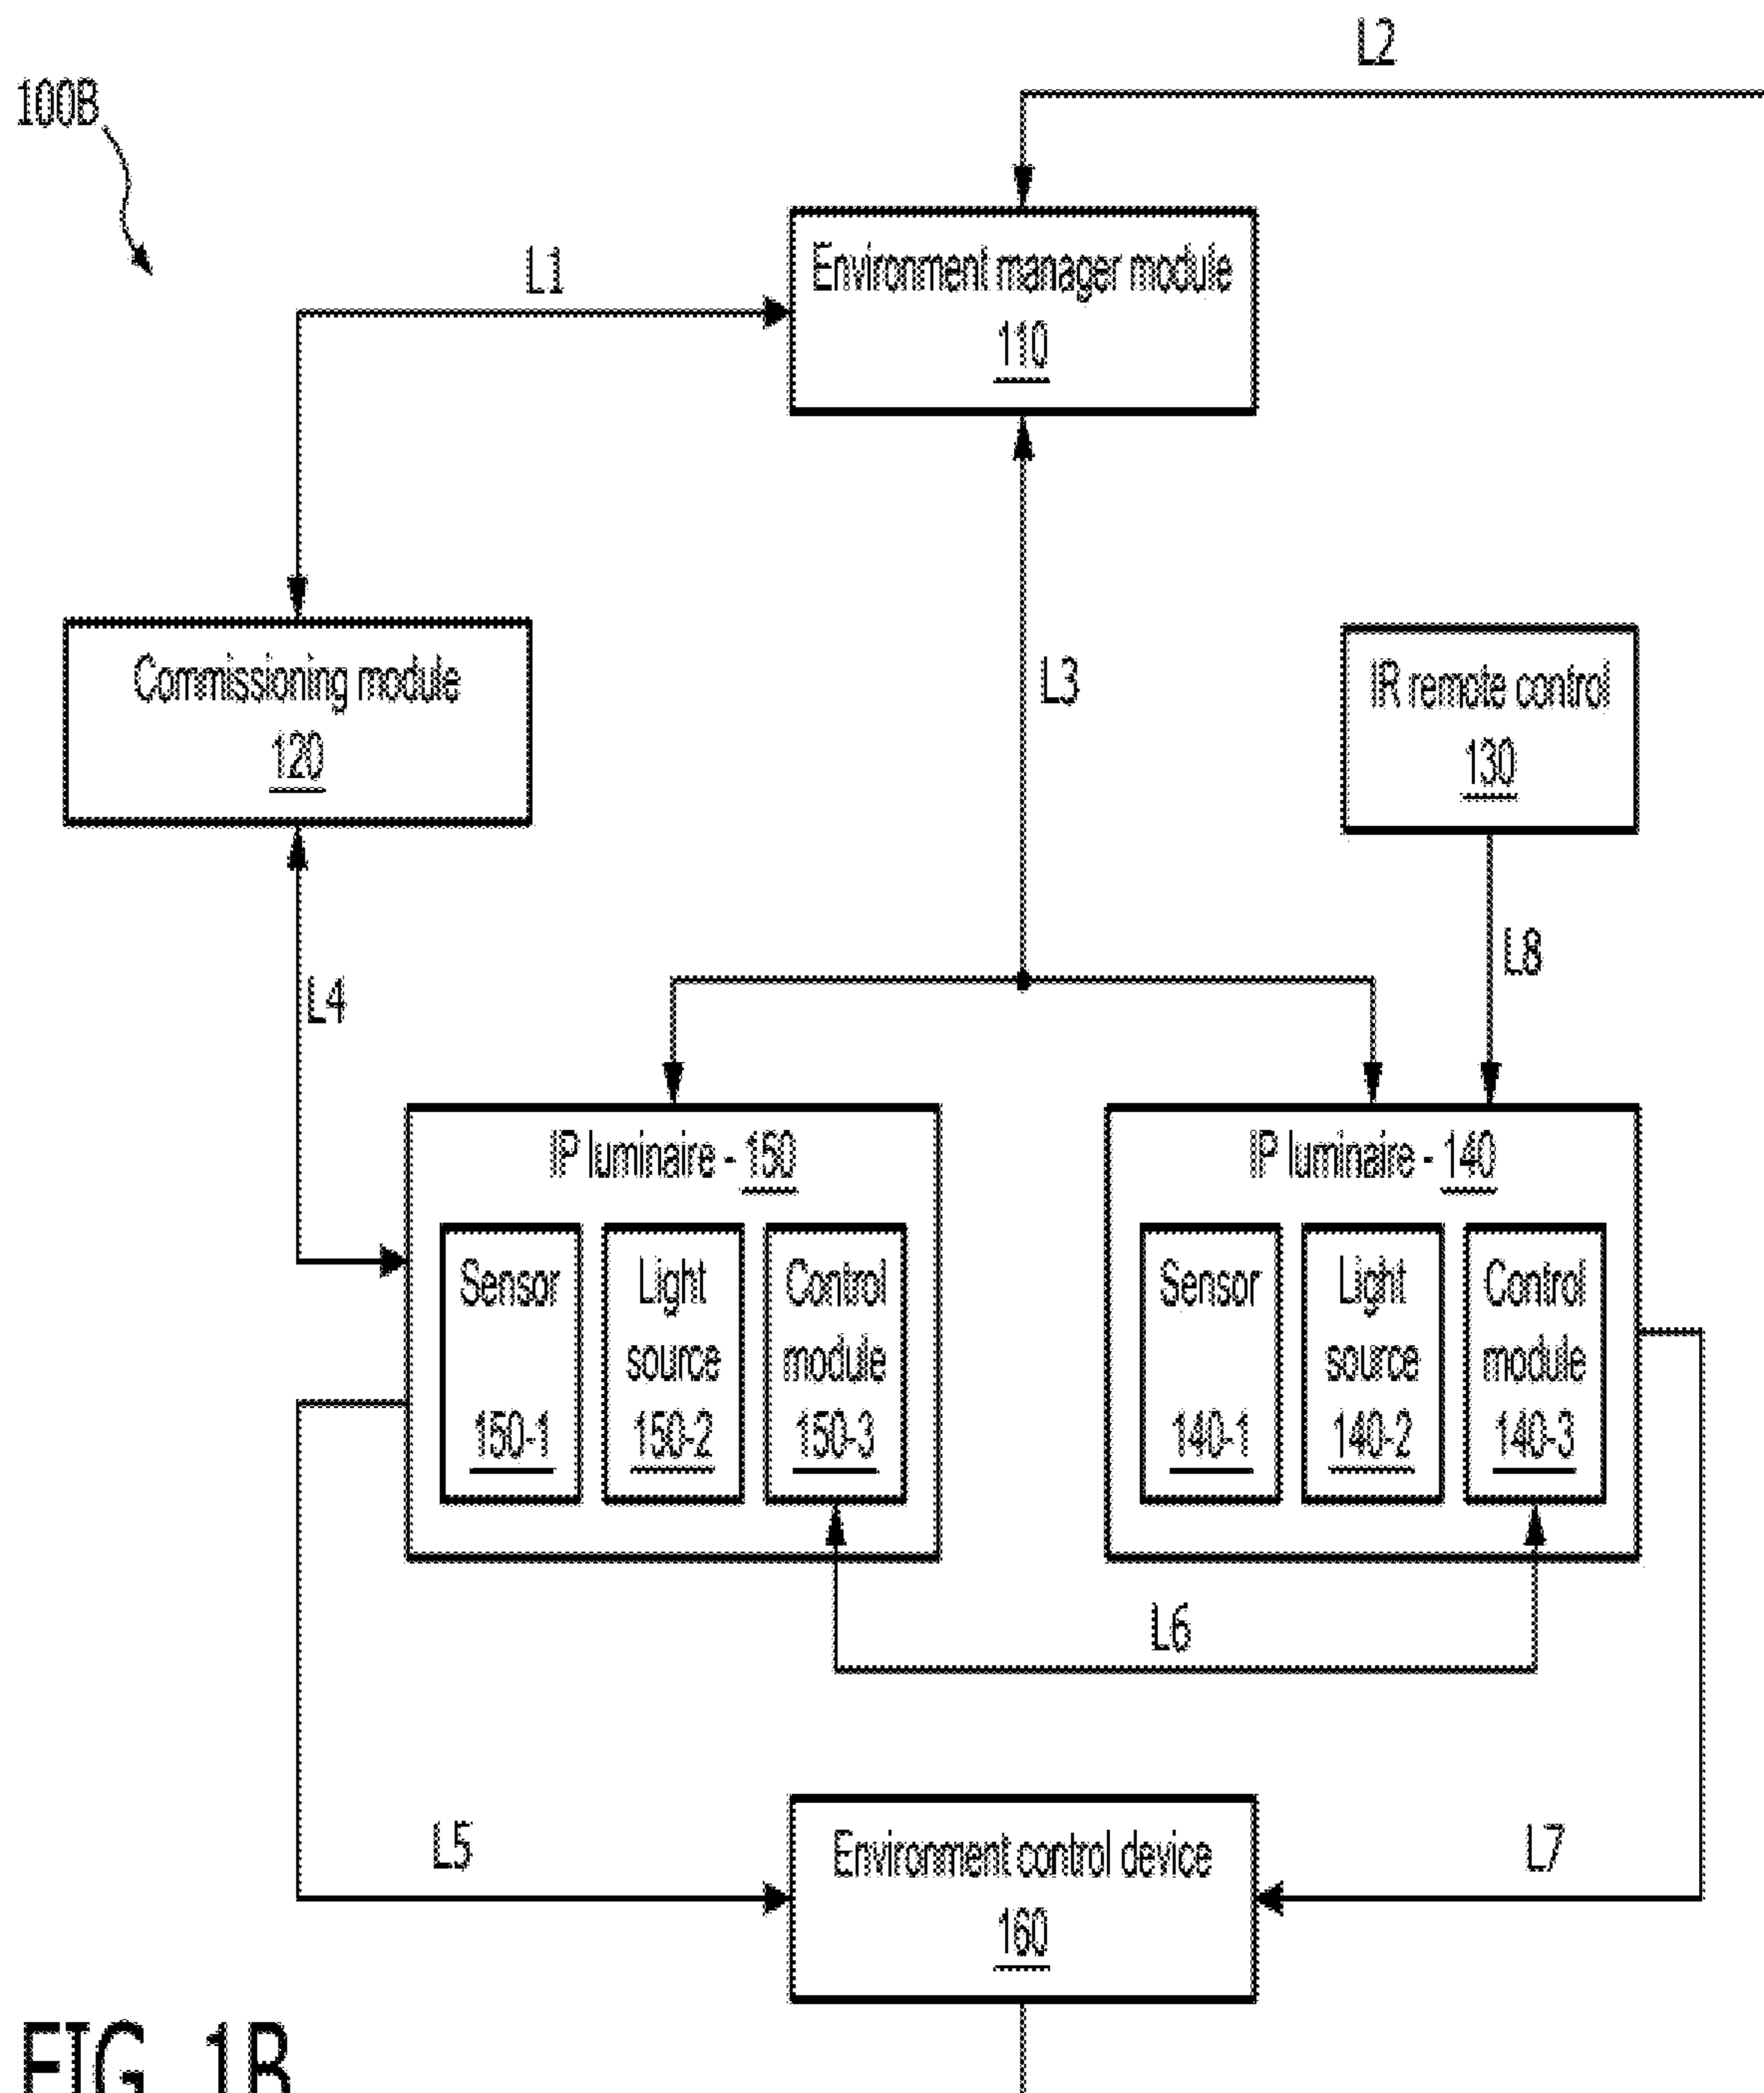 L2
100B
L1
Environment manager module
110
Commissioning module
120
L3
IR remote control
130
L4
L8
IP luminaire - 150
Sensor
150-1
Light
source
150-2
Control
module
150-3
IP luminaire - 140
Sensor
140-1
Light
source
140-2
Control
module
140-3
L6
L5
Environment control device
160
L7
FIG. 1B